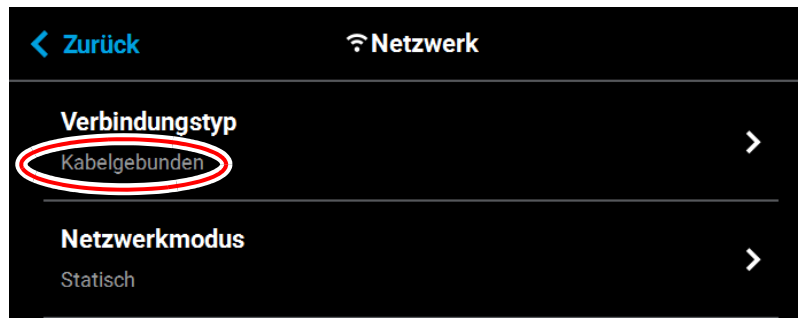 Zurück
Netzwerk
Verbindungstyp
Kabelgebunden
Netzwerkmodus
Statisch